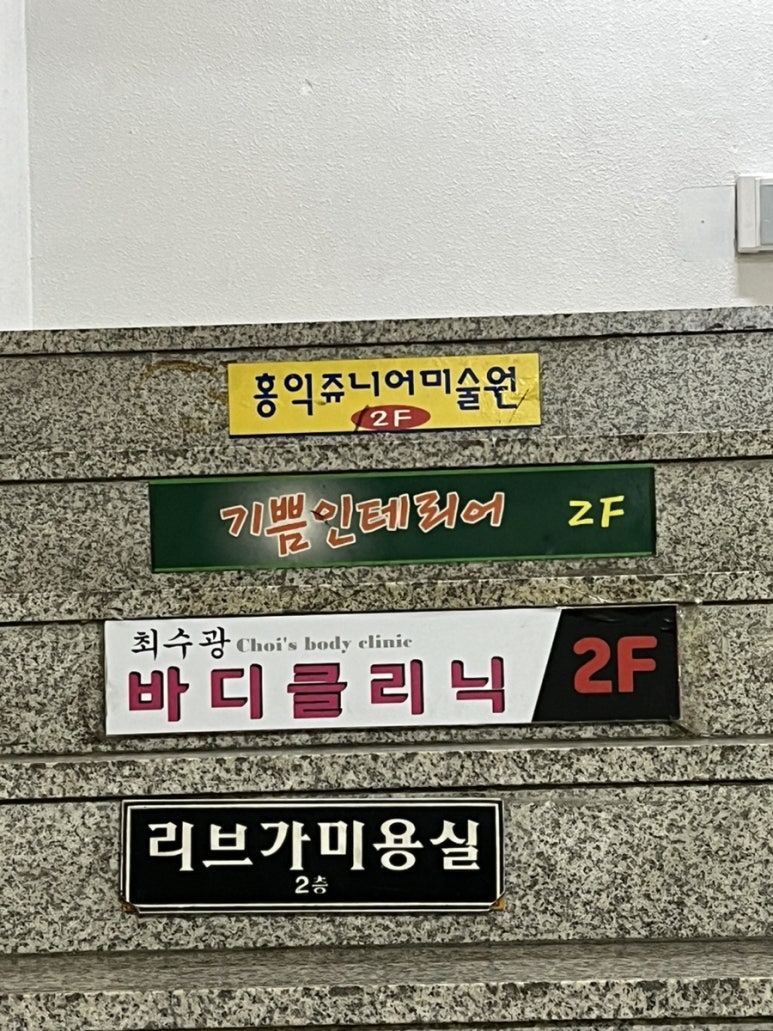 홍익쥬니어미술원
2F
기쁨인테리어 2F
최수광 Choi's body clinic
바디클리닉 2F
리브가미용실
2층